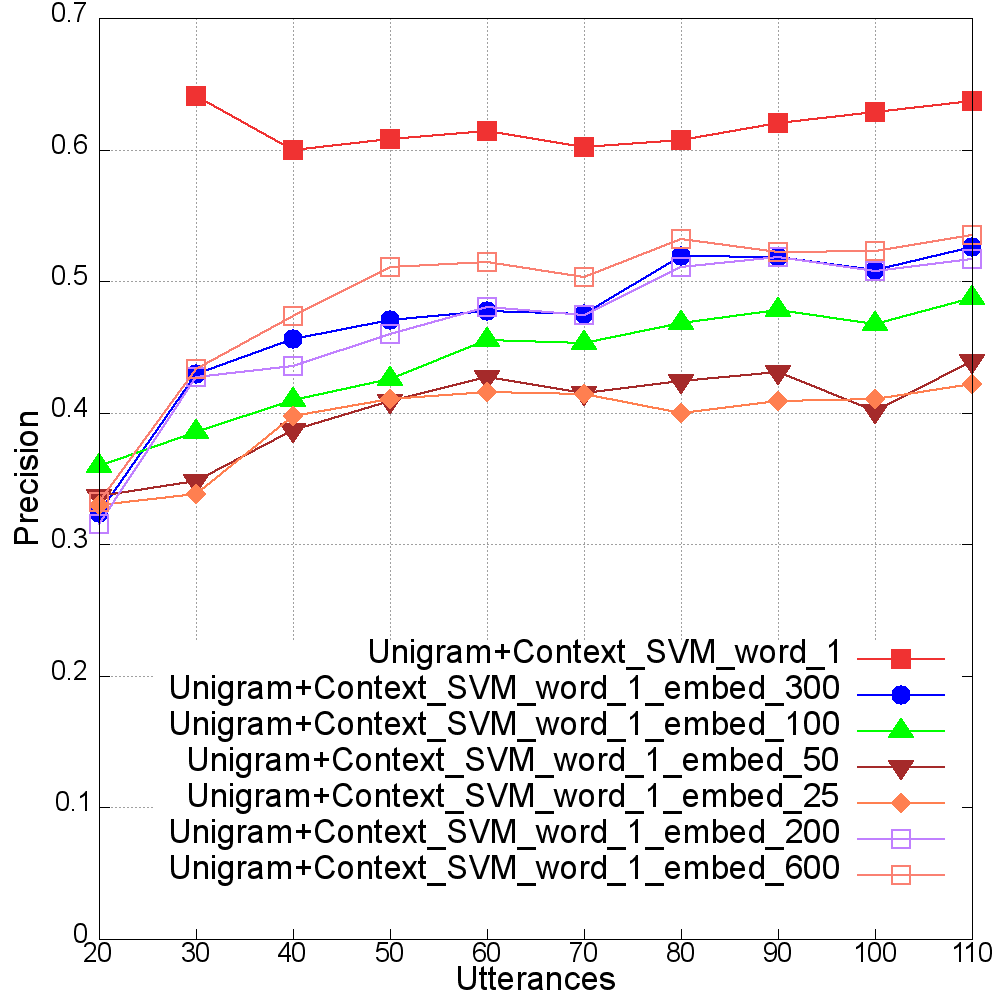 0.7
0.6
0.5
0.4
0.3
0.2
0.1
0
Precision
Unigram+Context_SVM_word_1
Unigram+Context_SVM_word_1_embed_300
Unigram+Context_SVM_word_1_embed_100
Unigram+Context_SVM_word_1_embed_50
Unigram+Context_SVM_word_1_embed_25
Unigram+Context_SVM_word_1_embed_200
Unigram+Context_SVM_word_1_embed_600
20 30 40 50 60 70 80 90 100 110
Utterances